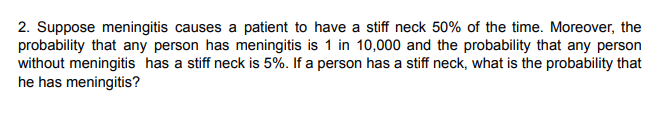 2. Suppose meningitis causes a patient to have a stiff neck 50% of the time. Moreover, the
probability that any person has meningitis is 1 in 10,000 and the probability that any person
without meningitis has a stiff neck is 5%. If a person has a stiff neck, what is the probability that
he has meningitis?